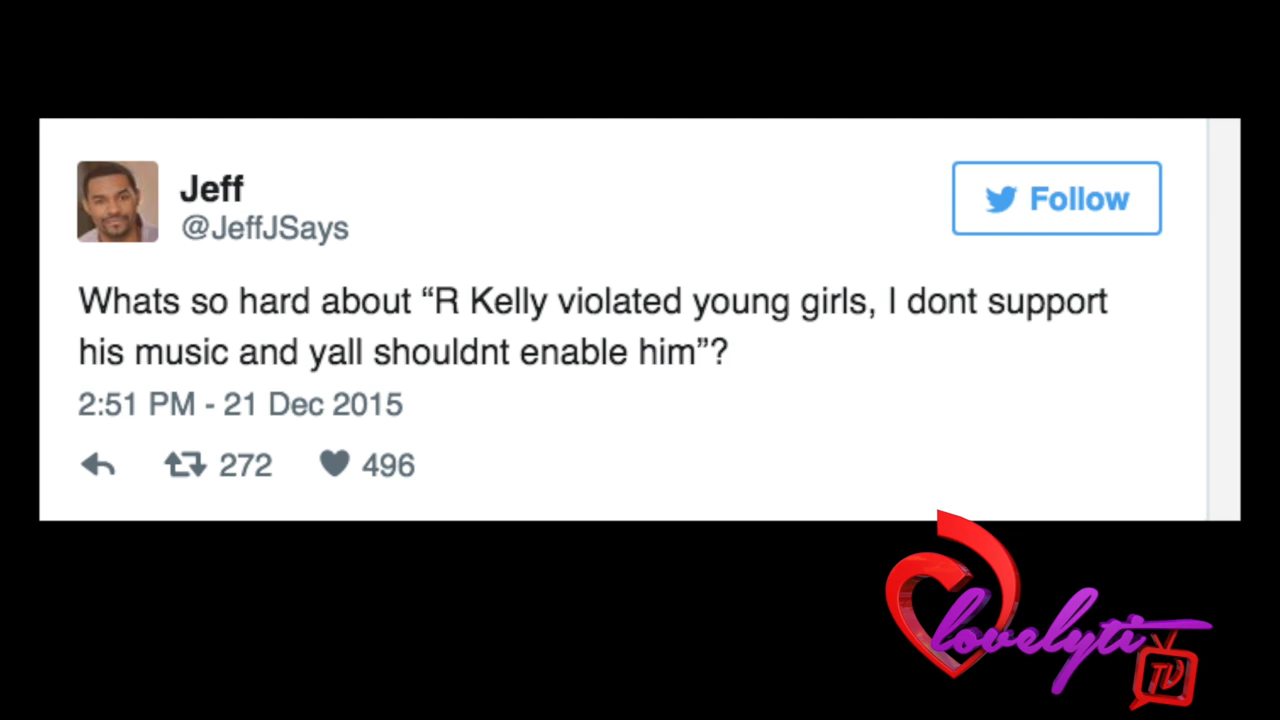 Jeff
@JeffJSays
Follow
Whats so hard about “R Kelly violated young girls, I dont support
his music and yall shouldnt enable him”?
2:51 PM - 21 Dec 2015
272 496
lovelyti
TV